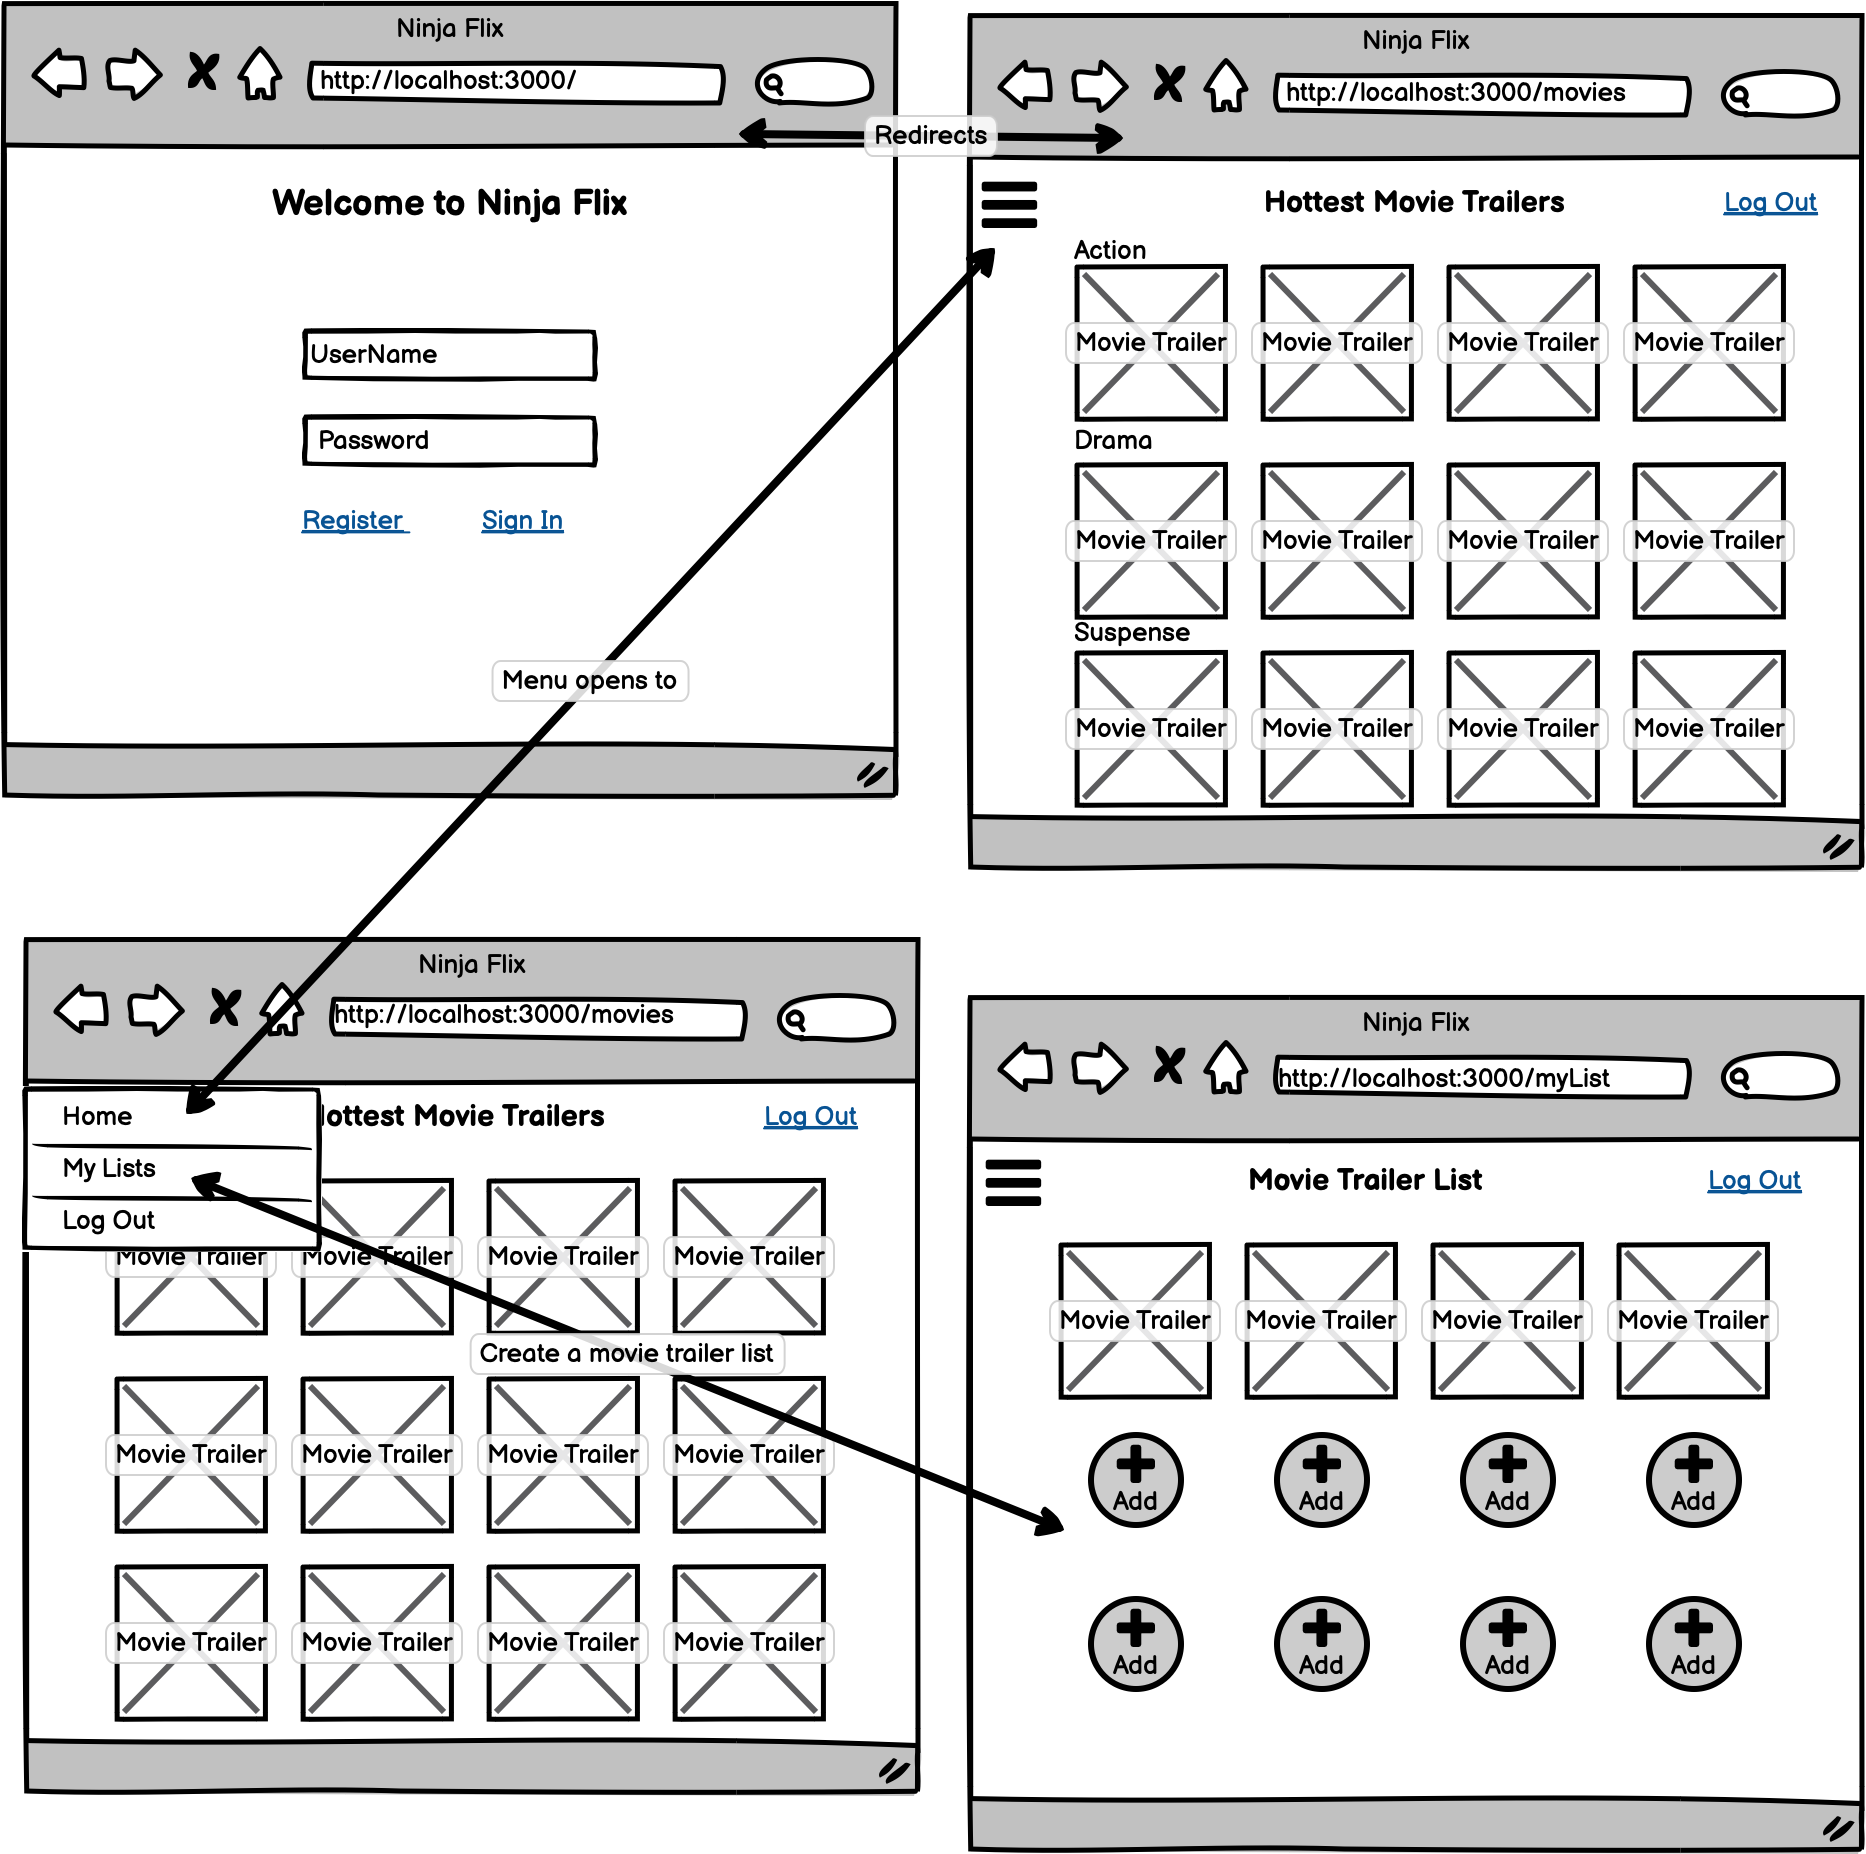 Ninja Flix
http://localhost:3000/
Welcome to Ninja Flix
UserName
Password
Register Sign In
Redirects
Ninja Flix
http://localhost:3000/movies
Hottest Movie Trailers Log Out
Action
Movie Trailer Movie Trailer Movie Trailer Movie Trailer
Drama
Movie Trailer Movie Trailer Movie Trailer Movie Trailer
Suspense
Movie Trailer Movie Trailer Movie Trailer Movie Trailer
Menu opens to
Ninja Flix
http://localhost:3000/movies
Home
My Lists
Log Out
ottest Movie Trailers Log Out
Movie Trailer Movie Trailer Movie Trailer Movie Trailer
Create a movie trailer list
Movie Trailer Movie Trailer Movie Trailer Movie Trailer
Movie Trailer Movie Trailer Movie Trailer Movie Trailer
Ninja Flix
http://localhost:3000/myList
Movie Trailer List Log Out
Movie Trailer Movie Trailer Movie Trailer Movie Trailer
Add Add Add Add
Add Add Add Add